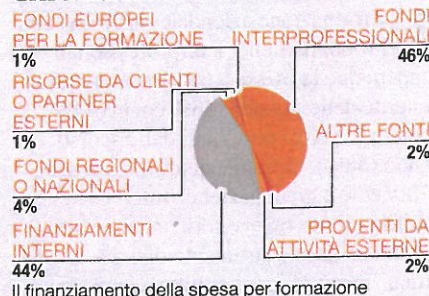 FONDI EUROPEI
PER LA FORMAZIONE
1%
RISORSE DA CLIENTI
O PARTNER
ESTERNI
1%
FONDI REGIONALI
O NAZIONALI
4%
FINANZIAMENTI
INTERNI
44%
FONDI
INTERPROFESSIONALI
46%
ALTRE FONTI
2%
PROVENTI DA
ATTIVITÀ ESTERNE
2%
Il finanziamento della spesa per formazione